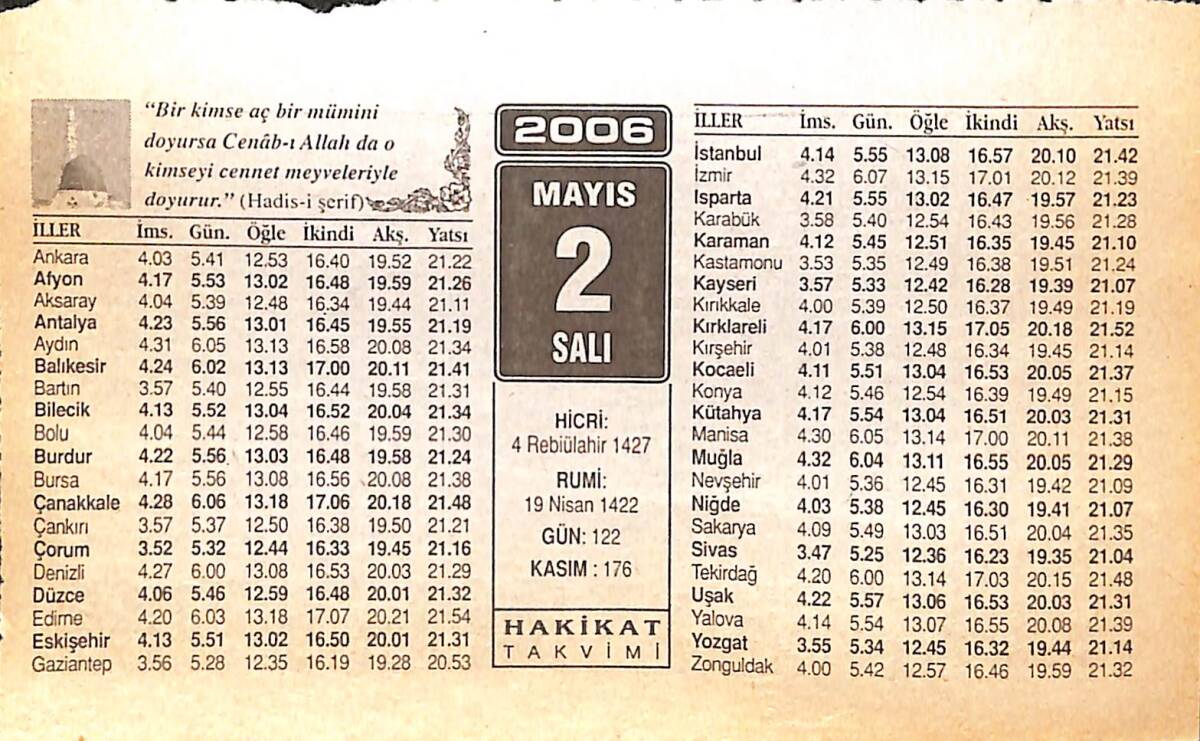 “Bir kimse aç bir mümini
doyursa Cenâb-ı Allah da o
kimseyi cennet meyveleriyle
doyurur.” (Hadis-i şerif)
İLLER İms. Gün. Öğle İkindi Akş. Yatsı
Ankara 4.03 5.41 12.53 16.40 19.52 21.22
Afyon 4.17 5.53 13.02 16.48 19.59 21.26
Aksaray 4.04 5.39 12.48 16.34 19.44 21.11
Antalya 4.23 5.56 13.01 16.45 19.55 21.19
Aydın 4.31 6.05 13.13 16.58 20.08 21.34
Balıkesir 4.24 6.02 13.13 17.00 20.11 21.41
Bartın 3.57 5.40 12.55 16.44 19.58 21.31
Bilecik 4.13 5.52 13.04 16.52 20.04 21.34
Bolu 4.04 5.44 12.58 16.46 19.59 21.30
Burdur 4.22 5.56 13.03 16.48 19.58 21.24
Bursa 4.17 5.56 13.08 16.56 20.08 21.38
Çanakkale 4.28 6.06 13.18 17.06 20.18 21.48
Çankırı 3.57 5.37 12.50 16.38 19.50 21.21
Çorum 3.52 5.32 12.44 16.33 19.45 21.16
Denizli 4.27 6.00 13.08 16.53 20.03 21.29
Düzce 4.06 5.46 12.59 16.48 20.01 21.32
Edirne 4.20 6.03 13.18 17.07 20.21 21.54
Eskişehir 4.13 5.51 13.02 16.50 20.01 21.31
Gaziantep 3.56 5.28 12.35 16.19 19.28 20.53
2006
MAYIS
2
SALI
HİCRİ:
4 Rebiülahir 1427
RUMİ:
19 Nisan 1422
GÜN: 122
KASIM : 176
HAKİKAT
TAKVİMİ
İLLER İms. Gün. Öğle İkindi Akş. Yatsı
İstanbul 4.14 5.55 13.08 16.57 20.10 21.42
İzmir 4.32 6.07 13.15 17.01 20.12 21.39
Isparta 4.21 5.55 13.02 16.47 19.57 21.23
Karabük 3.58 5.40 12.54 16.43 19.56 21.28
Karaman 4.12 5.45 12.51 16.35 19.45 21.10
Kastamonu 3.53 5.35 12.49 16.38 19.51 21.24
Kayseri 3.57 5.33 12.42 16.28 19.39 21.07
Kırıkkale 4.00 5.39 12.50 16.37 19.49 21.19
Kırklareli 4.17 6.00 13.15 17.05 20.18 21.52
Kırşehir 4.01 5.38 12.48 16.34 19.45 21.14
Kocaeli 4.11 5.51 13.04 16.53 20.05 21.37
Konya 4.12 5.46 12.54 16.39 19.49 21.15
Kütahya 4.17 5.54 13.04 16.51 20.03 21.31
Manisa 4.30 6.05 13.14 17.00 20.11 21.38
Muğla 4.32 6.04 13.11 16.55 20.05 21.29
Nevşehir 4.01 5.36 12.45 16.31 19.42 21.09
Niğde 4.03 5.38 12.45 16.30 19.41 21.07
Sakarya 4.09 5.49 13.03 16.51 20.04 21.35
Sivas 3.47 5.25 12.36 16.23 19.35 21.04
Tekirdağ 4.20 6.00 13.14 17.03 20.15 21.48
Uşak 4.22 5.57 13.06 16.53 20.03 21.31
Yalova 4.14 5.54 13.07 16.55 20.08 21.39
Yozgat 3.55 5.34 12.45 16.32 19.44 21.14
Zonguldak 4.00 5.42 12.57 16.46 19.59 21.32